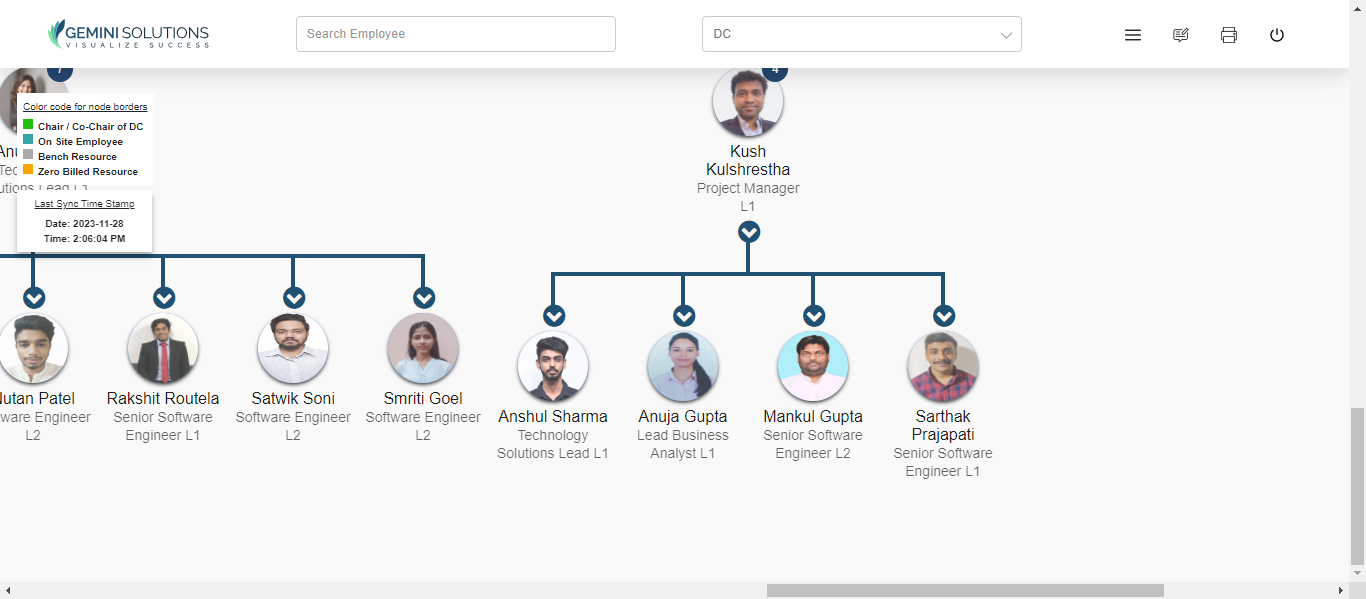 GEMINI SOLUTIONS
VISUALIZE SUCCESS
Search Employee
DC
7
4
Color code for node borders
Chair / Co-Chair of DC
On Site Employee
Bench Resource
Zero Billed Resource
utions Lead L1
Last Sync Time Stamp
Date: 2023-11-28
Time: 2:06:04 PM
Kush
Kulshrestha
Project Manager
L1
Nutan Patel
ware Engineer
L2
Rakshit Routela
Senior Software
Engineer L1
Satwik Soni
Software Engineer
L2
Smriti Goel
Software Engineer
L2
Anshul Sharma
Technology
Solutions Lead L1
Anuja Gupta
Lead Business
Analyst L1
Mankul Gupta
Senior Software
Engineer L2
Sarthak
Prajapati
Senior Software
Engineer L1